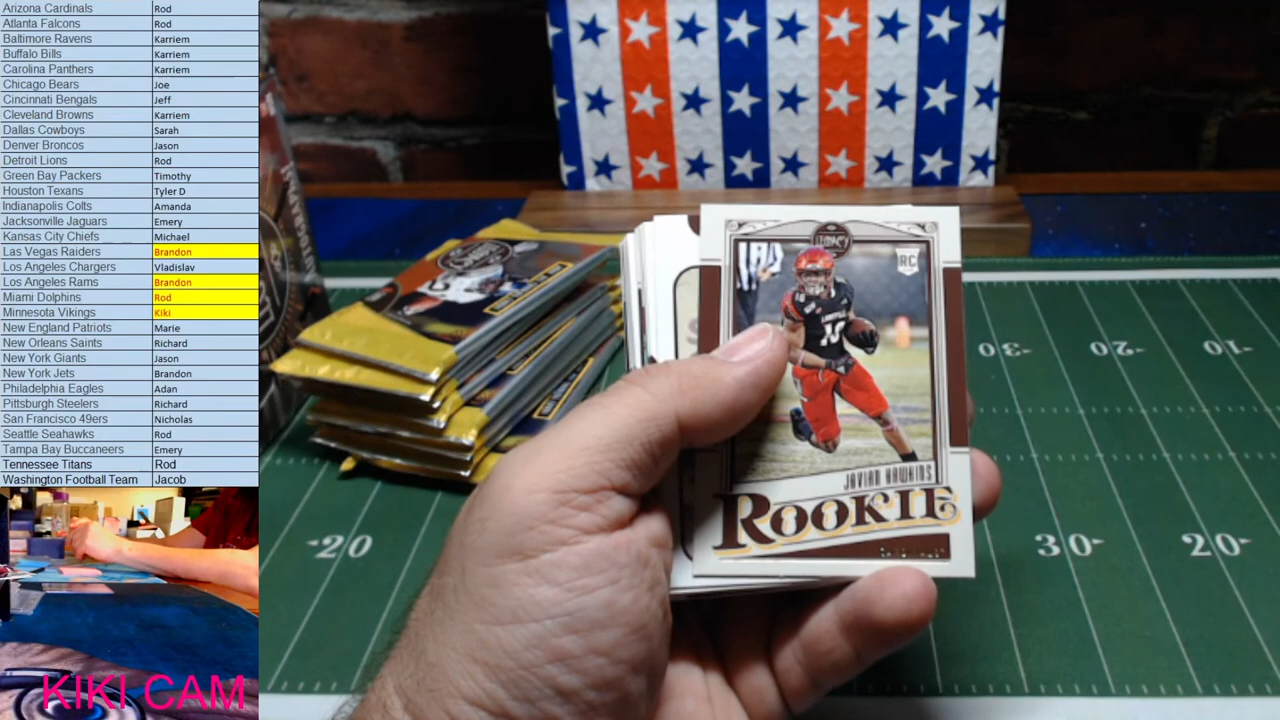 Arizona Cardinals Rod
Atlanta Falcons Rod
Baltimore Ravens Karriem
Buffalo Bills Karriem
Carolina Panthers Karriem
Chicago Bears Joe
Cincinnati Bengals Jeff
Cleveland Browns Karriem
Dallas Cowboys Sarah
Denver Broncos Jason
Detroit Lions Rod
Green Bay Packers Timothy
Houston Texans Tyler D
Indianapolis Colts Amanda
Jacksonville Jaguars Emery
Kansas City Chiefs Michael
Las Vegas Raiders Brandon
Los Angeles Chargers Vladislav
Los Angeles Rams Brandon
Miami Dolphins Rod
Minnesota Vikings Kiki
New England Patriots Marie
New Orleans Saints Richard
New York Giants Jason
New York Jets Brandon
Philadelphia Eagles Adan
Pittsburgh Steelers Richard
San Francisco 49ers Nicholas
Seattle Seahawks Rod
Tampa Bay Buccaneers Emery
Tennessee Titans Rod
Washington Football Team Jacob
KIKI CAM
LEGACY
RC
10
JAVIAN HAWKINS
ROOKIE
-30 -20 -10
-20
30- 20-